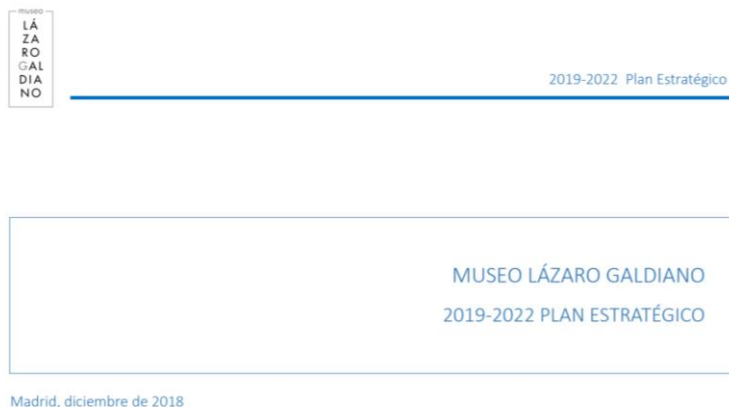 museo
LÁ
ZA
RO
GAL
DIA
NO
2019-2022 Plan Estratégico
MUSEO LÁZARO GALDIANO
2019-2022 PLAN ESTRATÉGICO
Madrid, diciembre de 2018